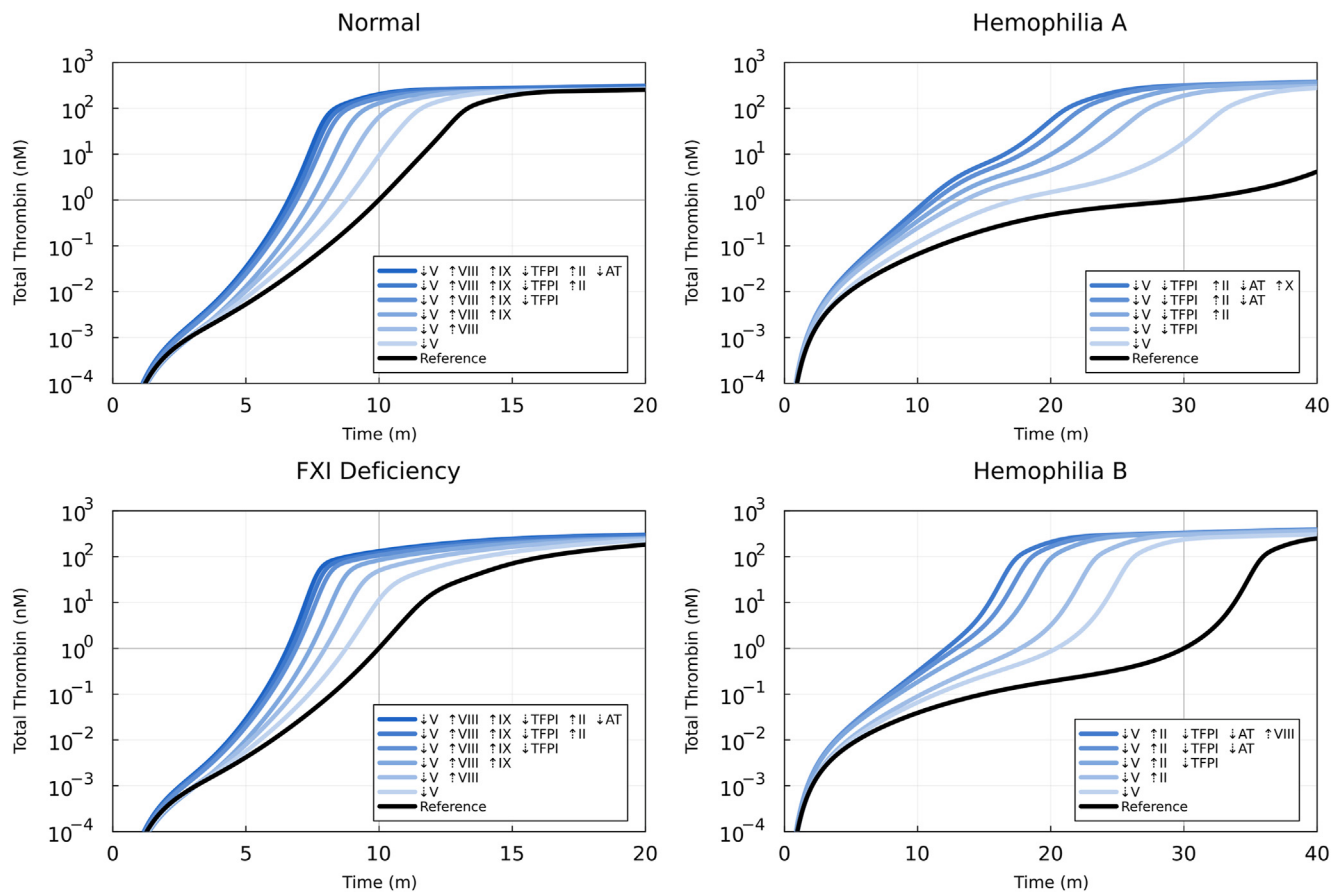 Normal
Total Thrombin (nM)
10³
10²
10¹
10⁰
10⁻¹
10⁻²
10⁻³
10⁻⁴
⇣V ⇡VIII ⇡IX ⇣TFPI ⇡II ⇣AT
⇣V ⇡VIII ⇡IX ⇣TFPI ⇡II
⇣V ⇡VIII ⇡IX ⇣TFPI
⇣V ⇡VIII ⇡IX
⇣V ⇡VIII
⇣V
Reference
0 5 10 15 20
Time (m)
Hemophilia A
Total Thrombin (nM)
10³
10²
10¹
10⁰
10⁻¹
10⁻²
10⁻³
10⁻⁴
⇣V ⇣TFPI ⇡II ⇣AT ⇡X
⇣V ⇣TFPI ⇡II ⇣AT
⇣V ⇣TFPI ⇡II
⇣V ⇣TFPI
⇣V
Reference
0 10 20 30 40
Time (m)
FXI Deficiency
Total Thrombin (nM)
10³
10²
10¹
10⁰
10⁻¹
10⁻²
10⁻³
10⁻⁴
⇣V ⇡VIII ⇡IX ⇣TFPI ⇡II ⇣AT
⇣V ⇡VIII ⇡IX ⇣TFPI ⇡II
⇣V ⇡VIII ⇡IX ⇣TFPI
⇣V ⇡VIII ⇡IX
⇣V ⇡VIII
⇣V
Reference
0 5 10 15 20
Time (m)
Hemophilia B
Total Thrombin (nM)
10³
10²
10¹
10⁰
10⁻¹
10⁻²
10⁻³
10⁻⁴
⇣V ⇡II ⇣TFPI ⇣AT ⇡VIII
⇣V ⇡II ⇣TFPI ⇣AT
⇣V ⇡II ⇣TFPI
⇣V ⇡II
⇣V
Reference
0 10 20 30 40
Time (m)